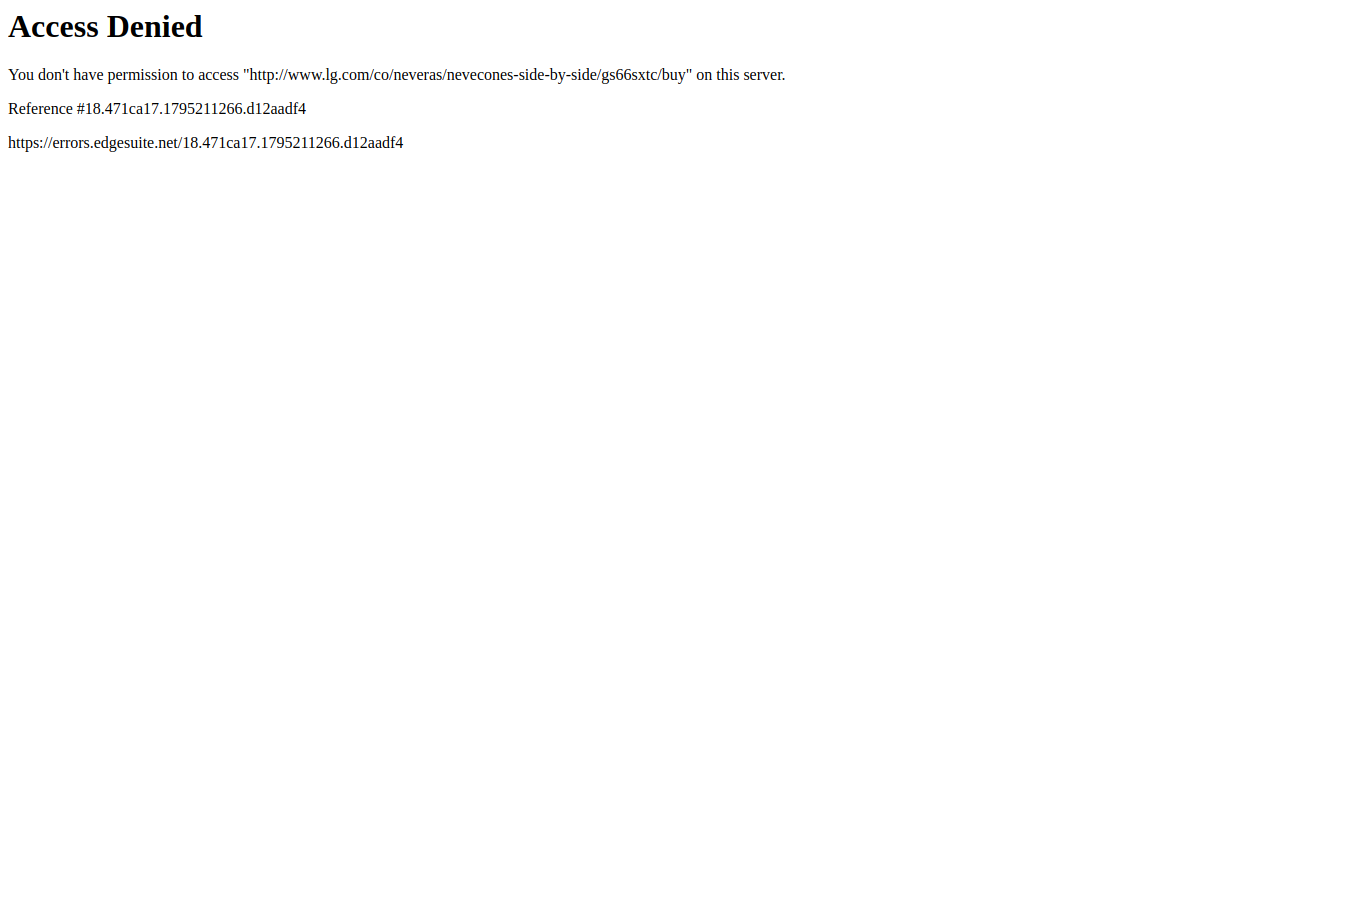 Access Denied
You don't have permission to access "http://www.lg.com/co/neveras/nevecones-side-by-side/gs66sxtc/buy" on this server.
Reference #18.471ca17.1795211266.d12aadf4
https://errors.edgesuite.net/18.471ca17.1795211266.d12aadf4